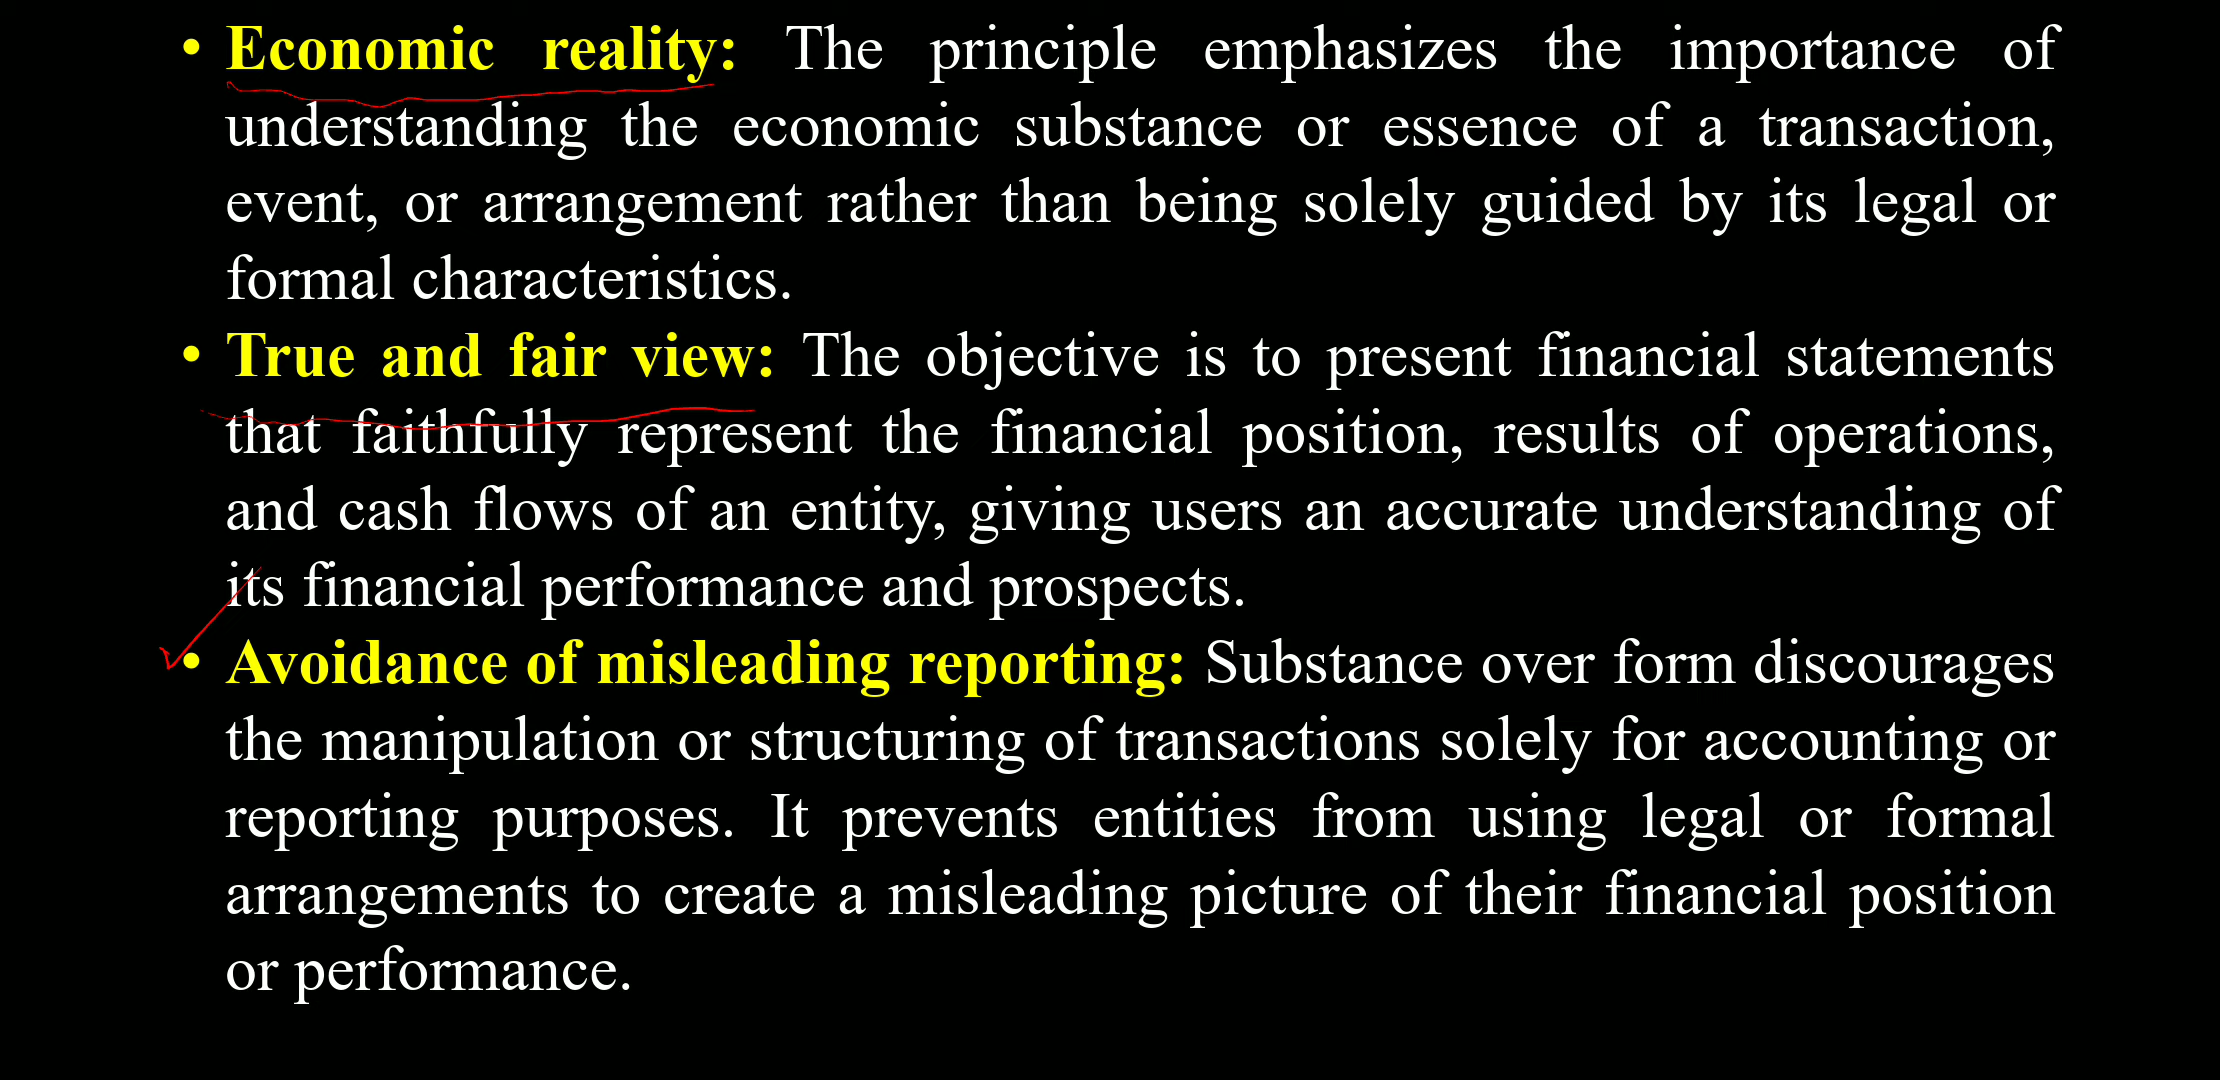 • Economic reality: The principle emphasizes the importance of
understanding the economic substance or essence of a transaction,
event, or arrangement rather than being solely guided by its legal or
formal characteristics.
• True and fair view: The objective is to present financial statements
that faithfully represent the financial position, results of operations,
and cash flows of an entity, giving users an accurate understanding of
its financial performance and prospects.
• Avoidance of misleading reporting: Substance over form discourages
the manipulation or structuring of transactions solely for accounting or
reporting purposes. It prevents entities from using legal or formal
arrangements to create a misleading picture of their financial position
or performance.